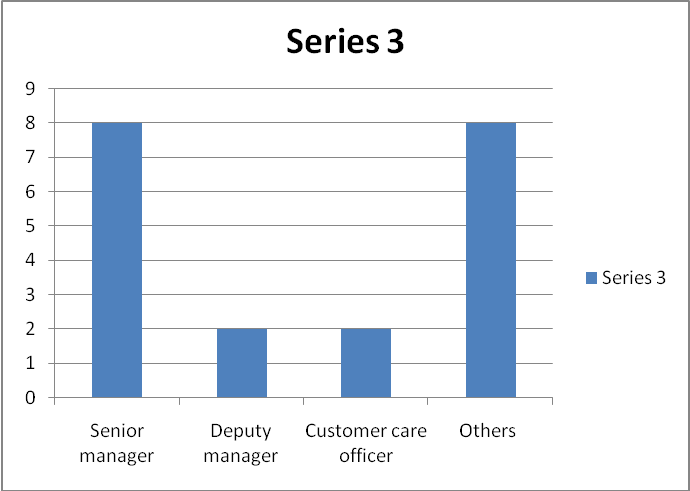 Series 3
9
8
7
6
5
4
3
2
1
0
Senior
manager
Deputy
manager
Customer care
officer
Others
Series 3